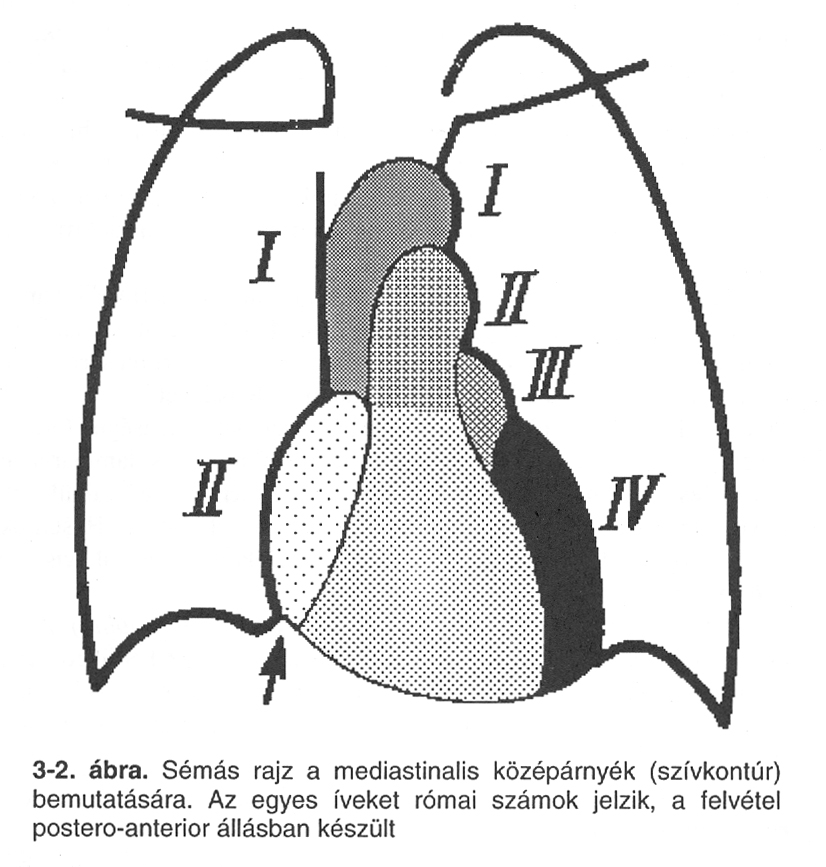 I
I
II
III
II
IV
3-2. ábra. Sémás rajz a mediastinalis középárnyék (szívkontúr)
bemutatására. Az egyes íveket római számok jelzik, a felvétel
postero-anterior állásban készült